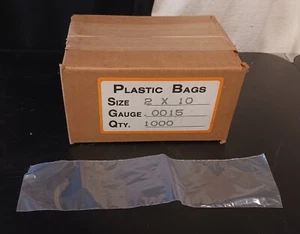 PLASTIC BAGS
SIZE 2 X 10
GAUGE .0015
QTY. 1000